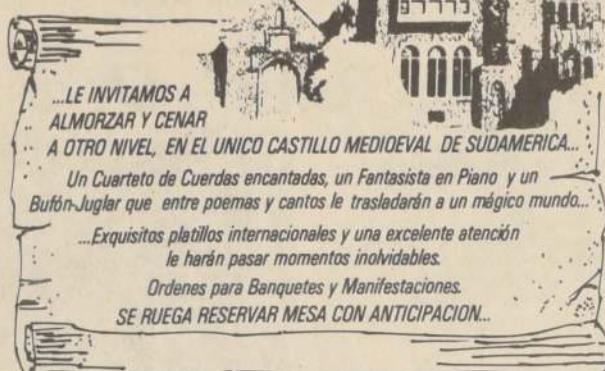 ...LE INVITAMOS A
ALMORZAR Y CENAR
A OTRO NIVEL, EN EL UNICO CASTILLO MEDIOEVAL DE SUDAMERICA...
Un Cuarteto de Cuerdas encantadas, un Fantasista en Piano y un
Bufón-Juglar que entre poemas y cantos le trasladarán a un mágico mundo...
...Exquisitos platillos internacionales y una excelente atención
le harán pasar momentos inolvidables.
Ordenes para Banquetes y Manifestaciones.
SE RUEGA RESERVAR MESA CON ANTICIPACION...